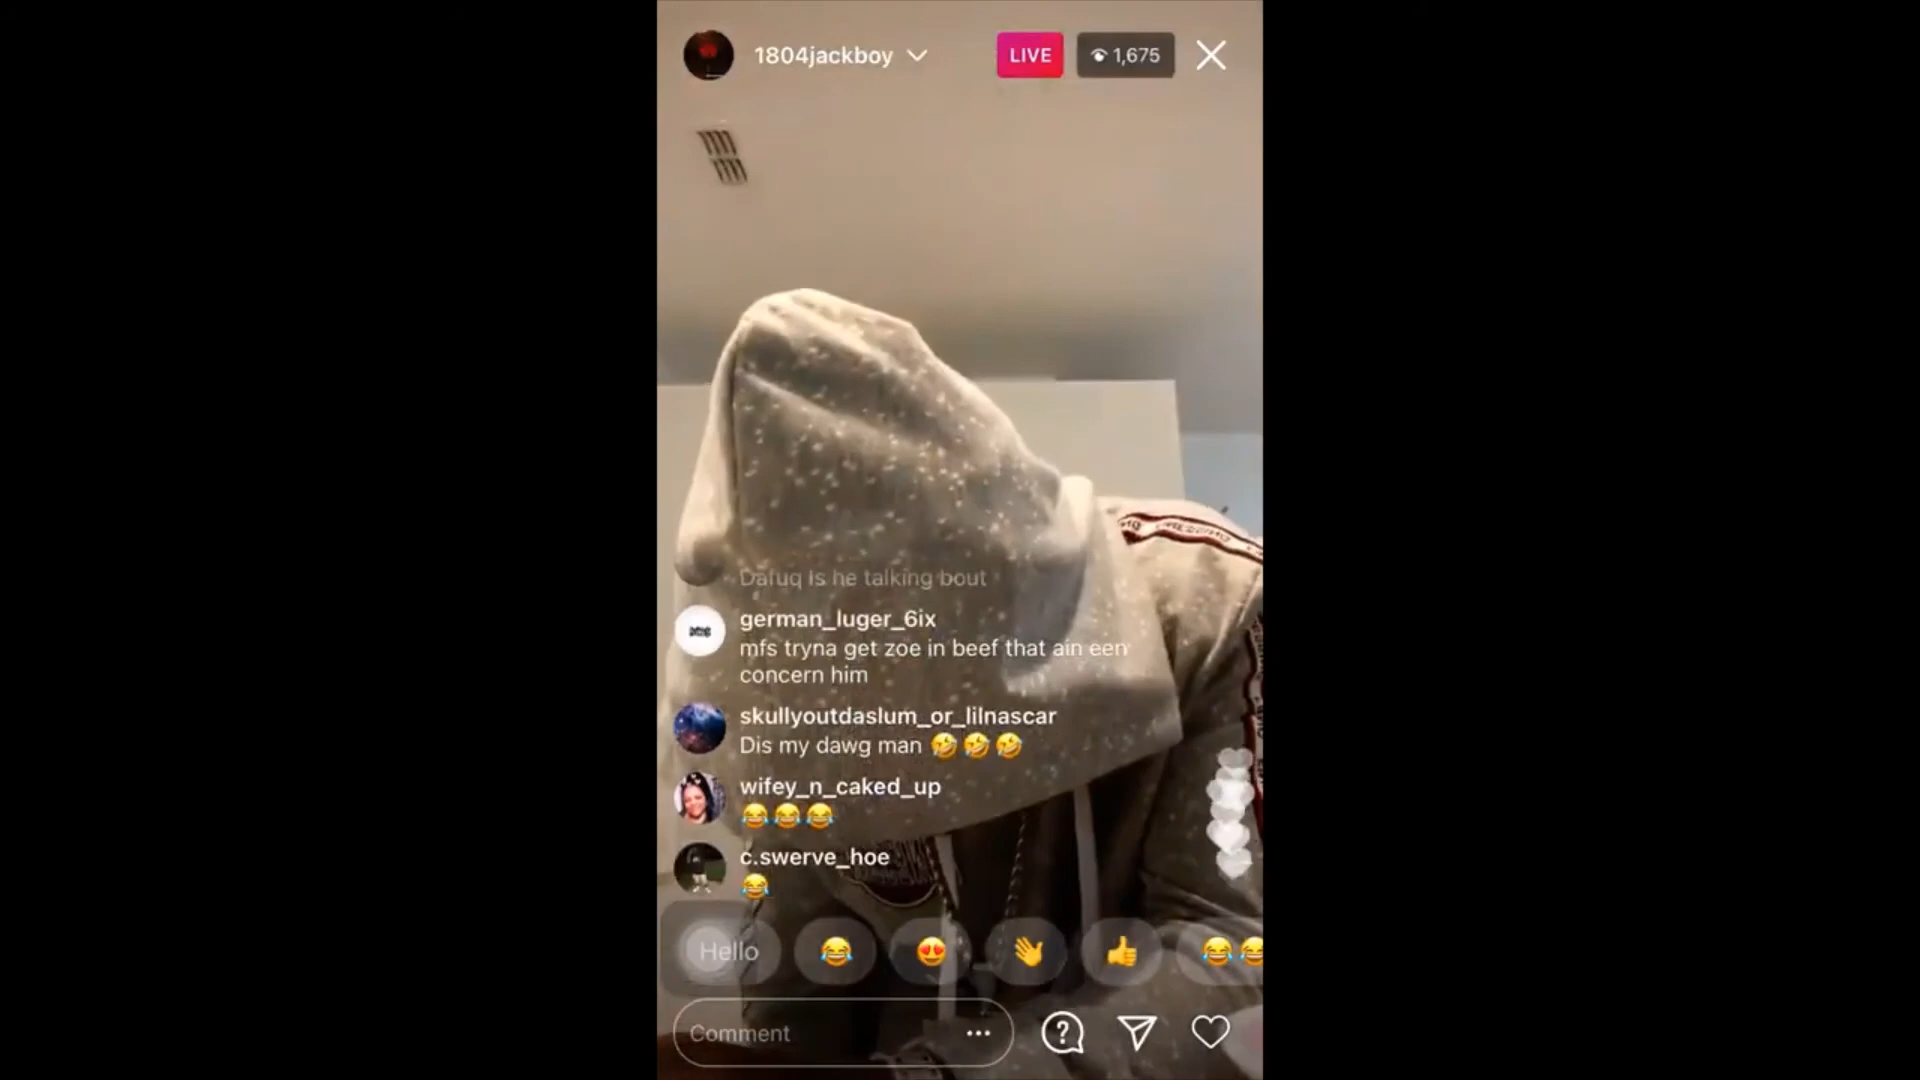 1804jackboy
LIVE
1,675
Dafuq Is he talking bout
german_luger_6ix
mfs tryna get zoe in beef that ain een
concern him
skullyoutdaslum_or_lilnascar
Dis my dawg man 🤣🤣🤣
wifey_n_caked_up
😂😂😂
c.swerve_hoe
😂
Hello 😂 😍 👋 👍 😂😂
Comment